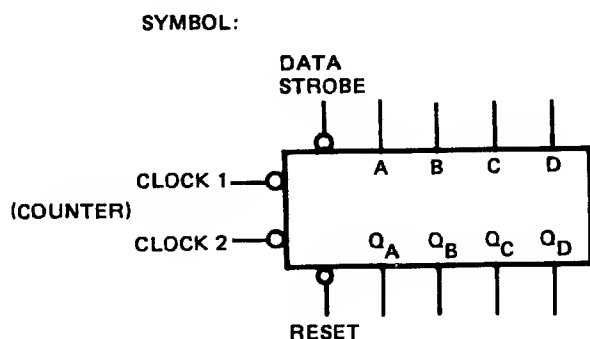 SYMBOL:
DATA
STROBE
A B C D
CLOCK 1
(COUNTER)
CLOCK 2
QA QB QC QD
RESET